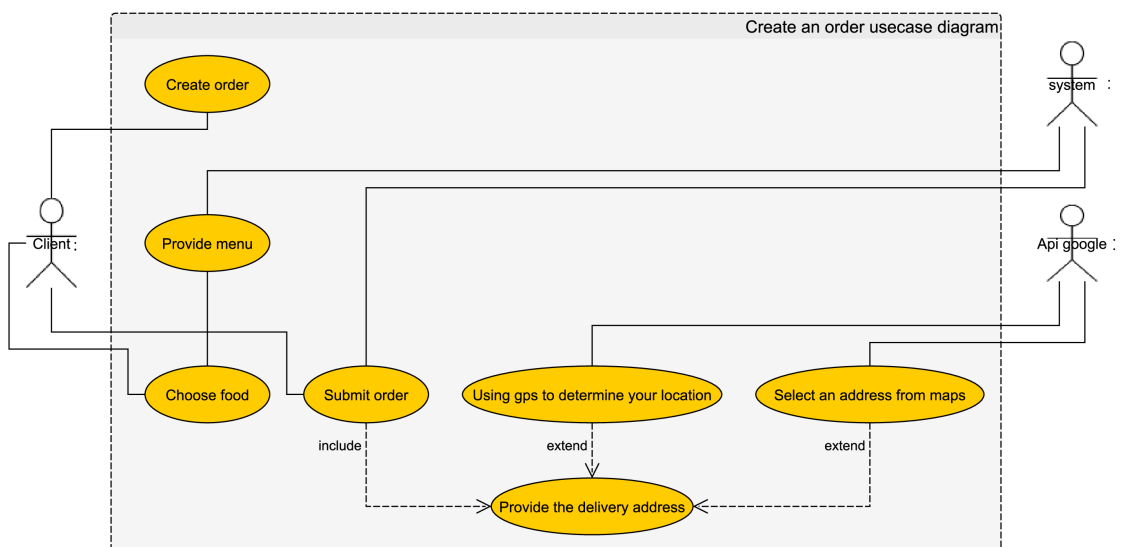 Create an order usecase diagram
Create order
system :
Provide menu
Client :
Api google :
Choose food
Submit order
Using gps to determine your location
Select an address from maps
include
extend
extend
Provide the delivery address